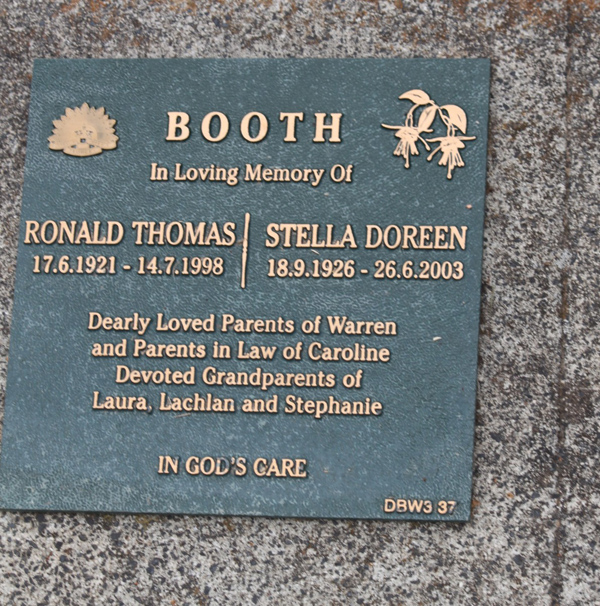 BOOTH
In Loving Memory Of
RONALD THOMAS
17.6.1921 - 14.7.1998
STELLA DOREEN
18.9.1926 - 26.6.2003
Dearly Loved Parents of Warren
and Parents in Law of Caroline
Devoted Grandparents of
Laura, Lachlan and Stephanie
IN GOD'S CARE
DBW3 37